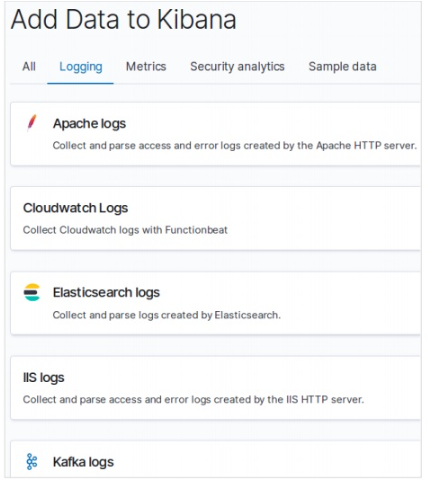 Add Data to Kibana
All Logging Metrics Security analytics Sample data
Apache logs
Collect and parse access and error logs created by the Apache HTTP server.
Cloudwatch Logs
Collect Cloudwatch logs with Functionbeat
Elasticsearch logs
Collect and parse logs created by Elasticsearch.
IIS logs
Collect and parse access and error logs created by the IIS HTTP server.
Kafka logs